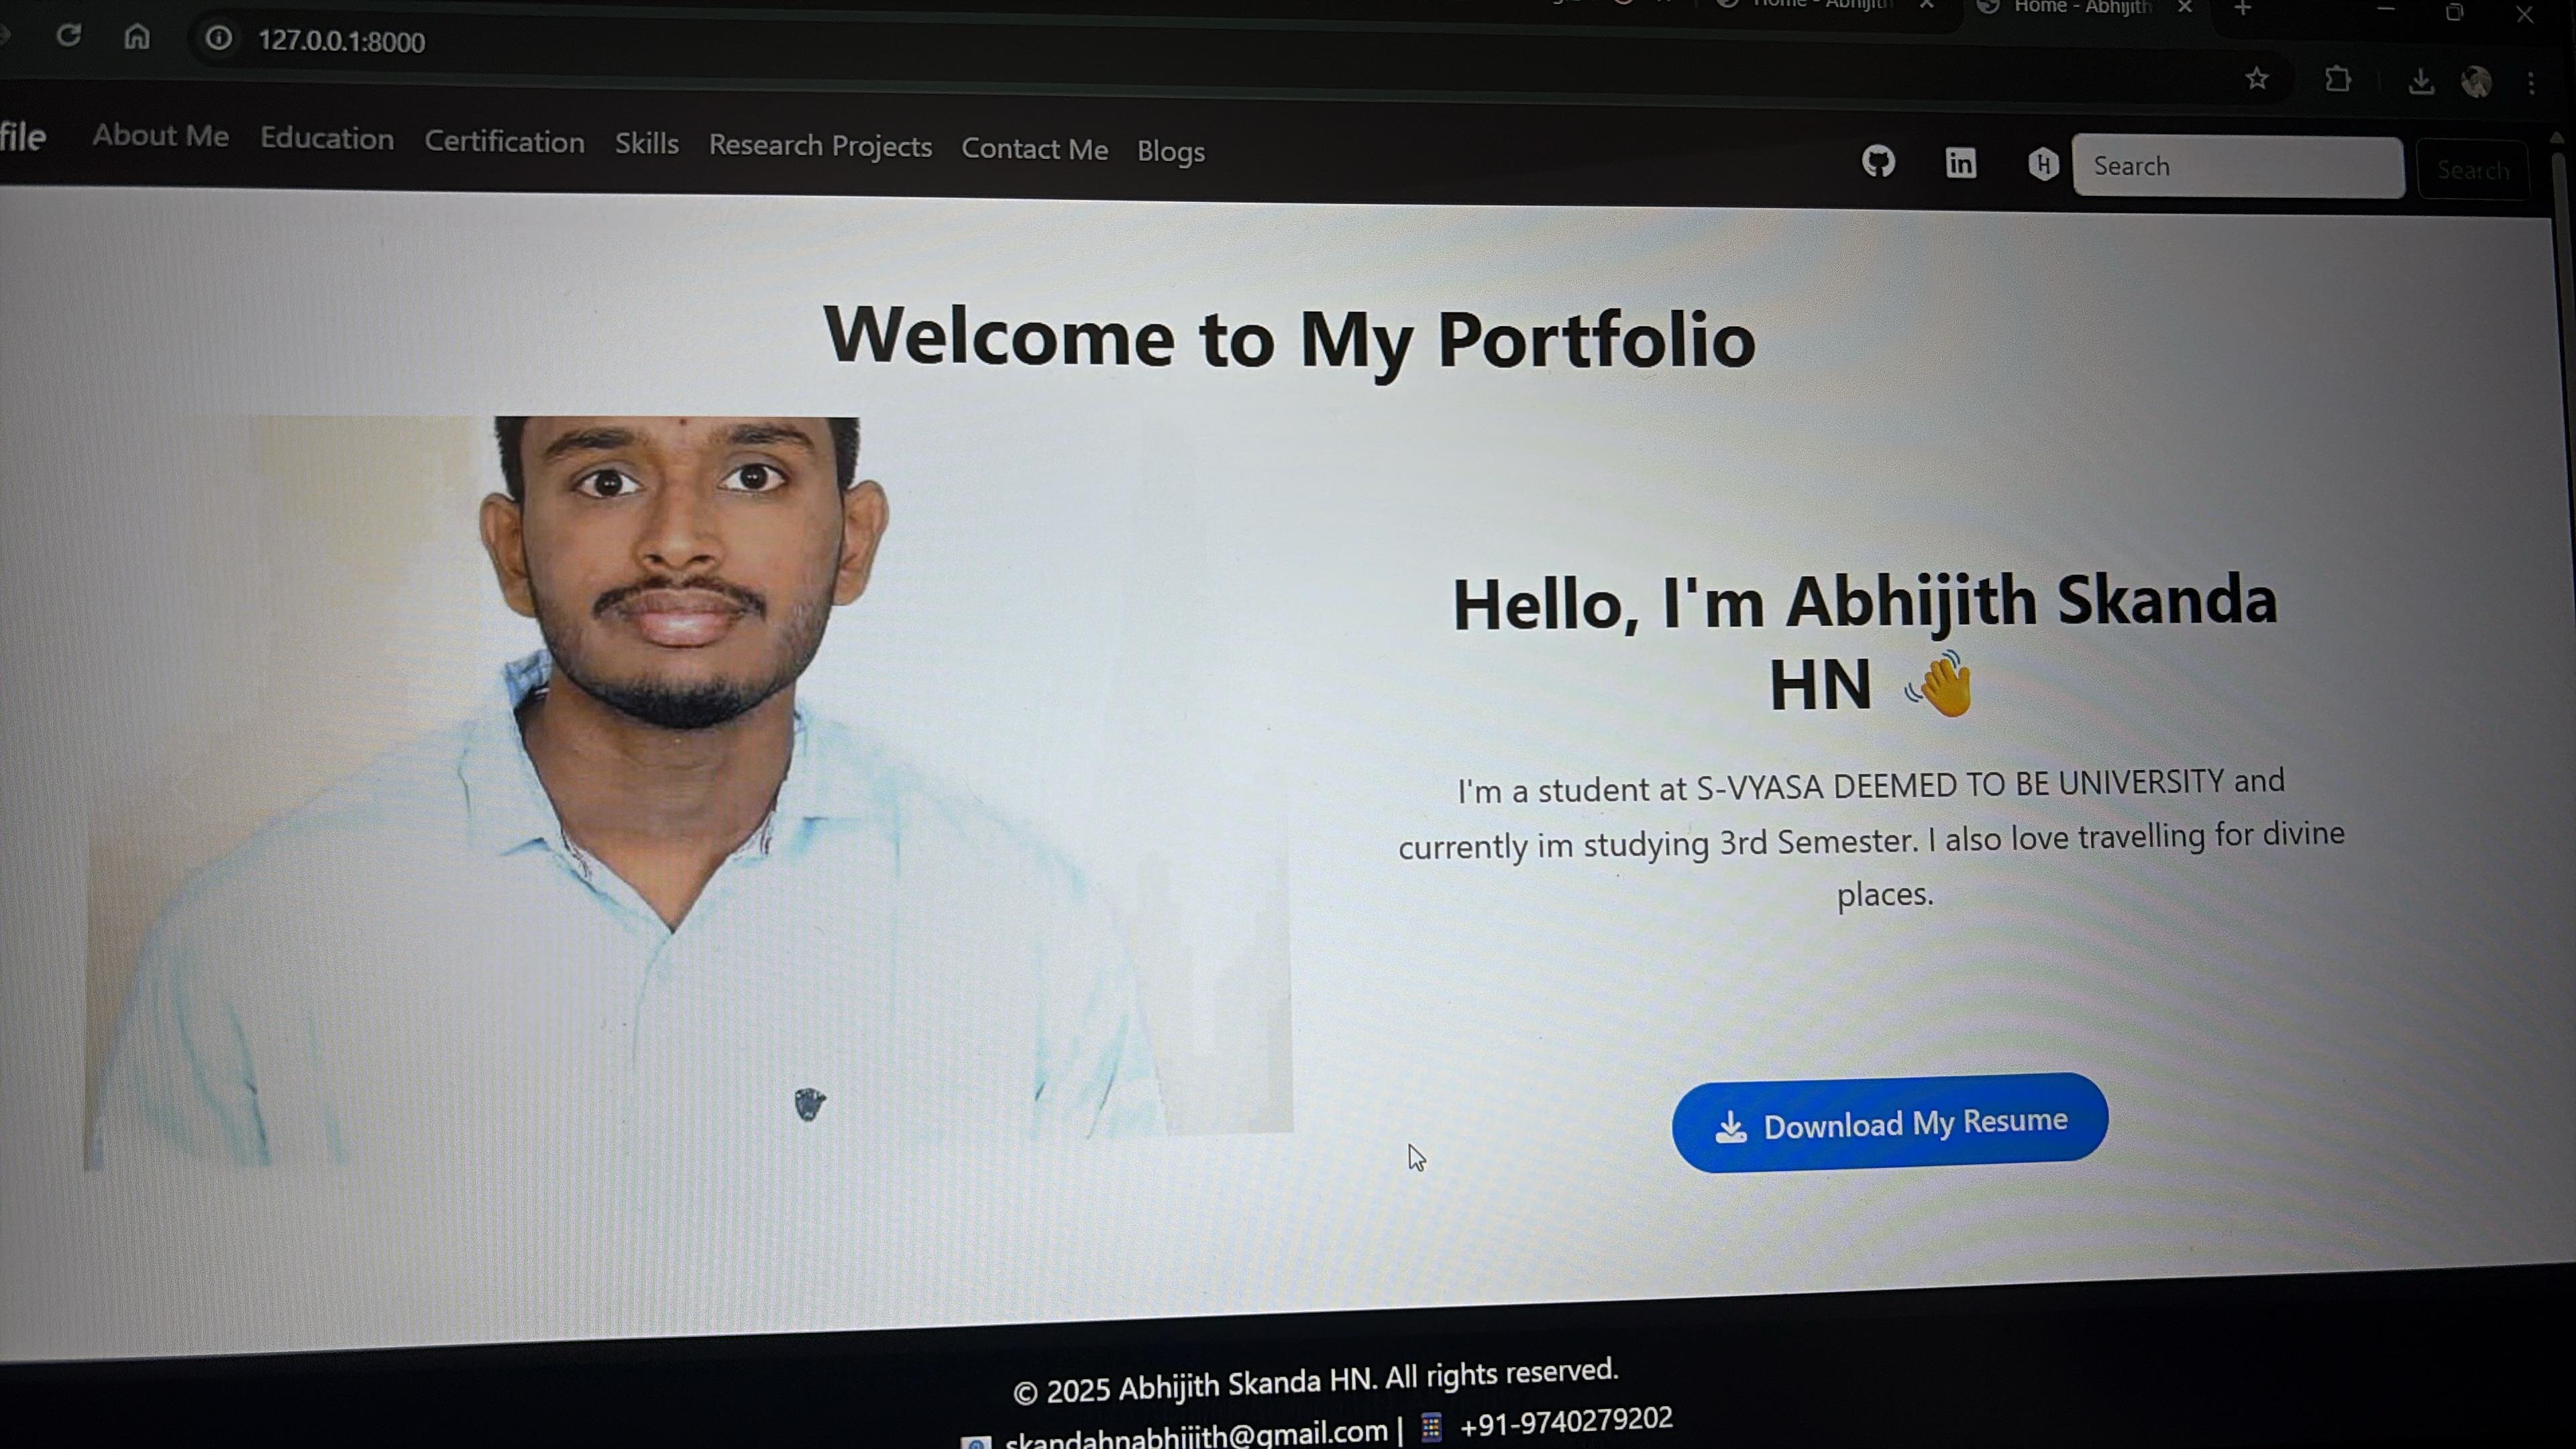 Home - Abhijith
Home - Abhijith
127.0.0.1:8000
file About Me Education Certification Skills Research Projects Contact Me Blogs
Search Search
Welcome to My Portfolio
Hello, I'm Abhijith Skanda
HN 👋
I'm a student at S-VYASA DEEMED TO BE UNIVERSITY and
currently im studying 3rd Semester. I also love travelling for divine
places.
Download My Resume
© 2025 Abhijith Skanda HN. All rights reserved.
skandahnabhijith@gmail.com | +91-9740279202